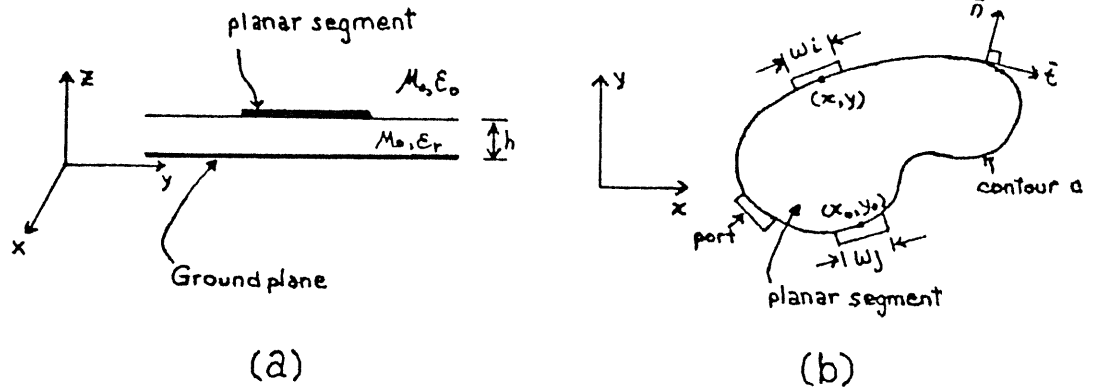 planar segment
z
μ₀,ε₀
μ₀,εᵣ
h
y
x
Ground plane
(a)
n̄
wi
t̄
(x,y)
y
x
contour a
(x₀,y₀)
port
wj
planar segment
(b)